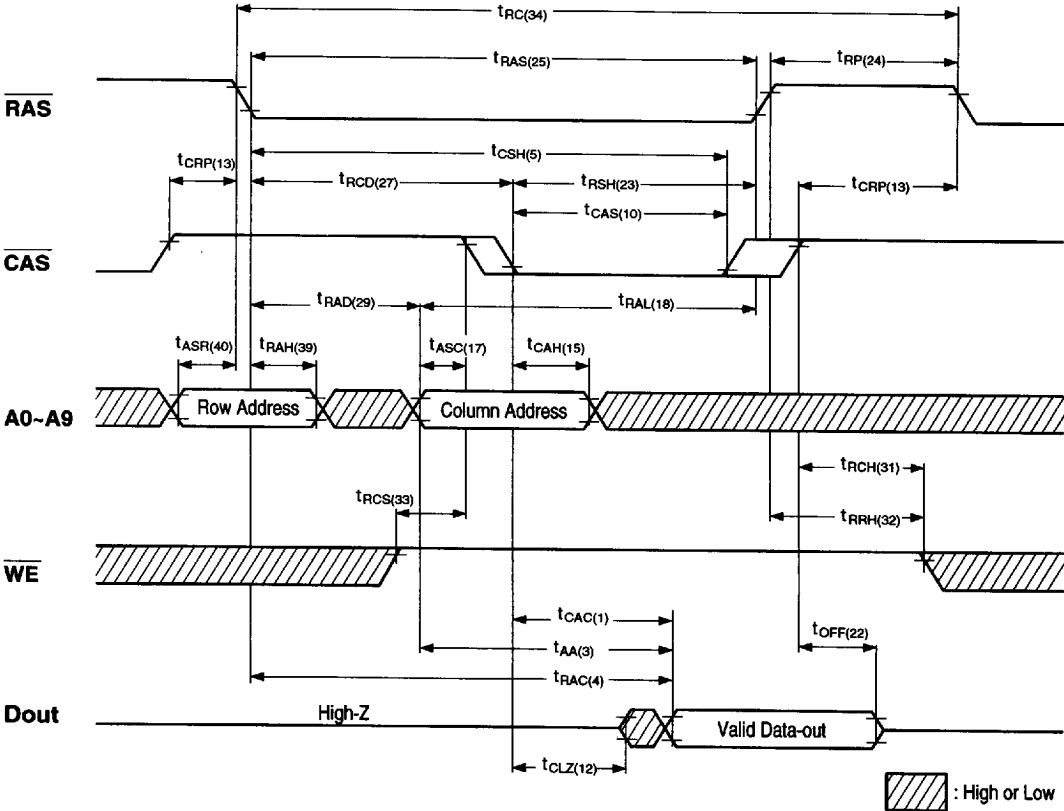 tRC(34)
tRAS(25)
tRP(24)
RAS
tCSH(5)
tCRP(13)
tRCD(27)
tRSH(23)
tCRP(13)
tCAS(10)
CAS
tRAD(29)
tRAL(18)
tASR(40)
tRAH(39)
tASC(17)
tCAH(15)
A0~A9
Row Address
Column Address
tRCH(31)
tRCS(33)
tRRH(32)
WE
tCAC(1)
tOFF(22)
tAA(3)
tRAC(4)
Dout
High-Z
Valid Data-out
tCLZ(12)
: High or Low